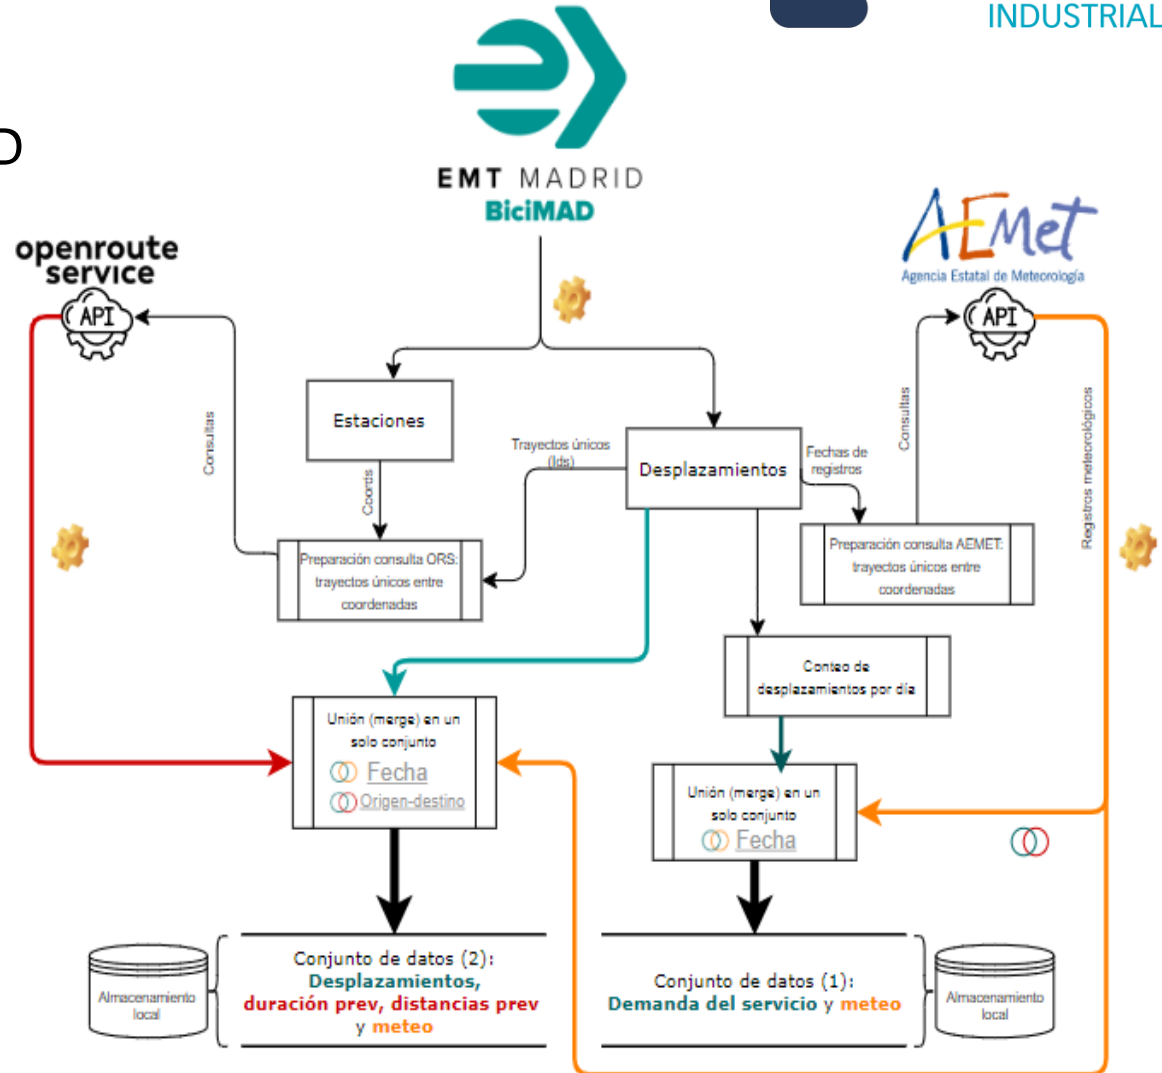 INDUSTRIAL
D
EMT MADRID
BiciMAD
openroute
service
API
AEMet
Agencia Estatal de Meteorología
API
Estaciones
Desplazamientos
Consultas
Coords
Trayectos únicos
(Ids)
Fechas de
registros
Consultas
Registros meteorológicos
Preparación consulta ORS:
trayectos únicos entre
coordenadas
Preparación consulta AEMET:
trayectos únicos entre
coordenadas
Conteo de
desplazamientos por día
Unión (merge) en un
solo conjunto
Fecha
Origen-destino
Unión (merge) en un
solo conjunto
Fecha
Almacenamiento
local
Conjunto de datos (2):
Desplazamientos,
duración prev, distancias prev
y meteo
Conjunto de datos (1):
Demanda del servicio y meteo
Almacenamiento
local